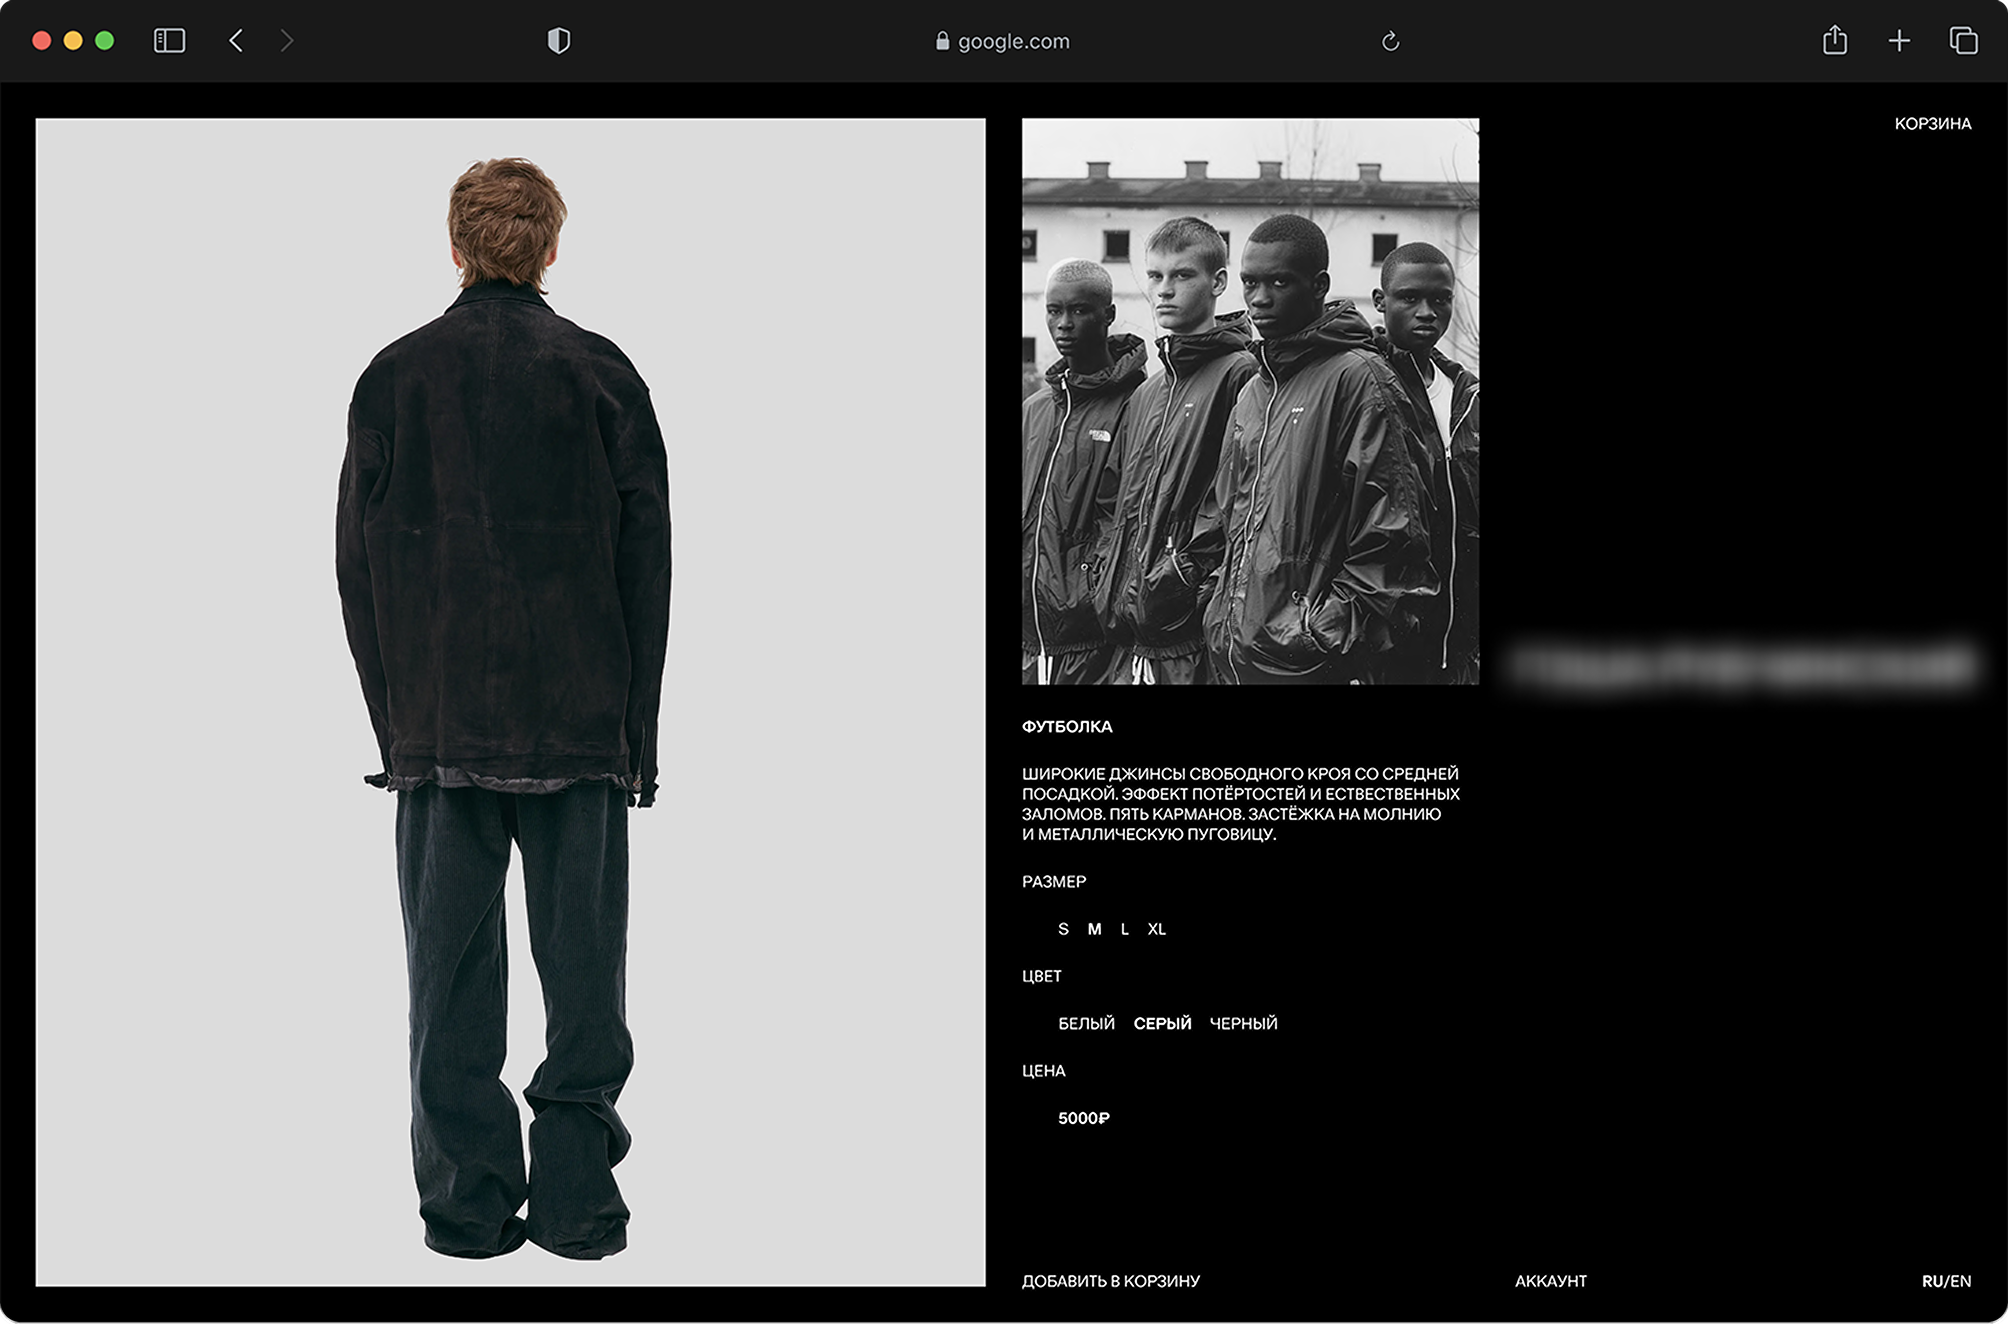 google.com
КОРЗИНА
ФУТБОЛКА
ШИРОКИЕ ДЖИНСЫ СВОБОДНОГО КРОЯ СО СРЕДНЕЙ
ПОСАДКОЙ. ЭФФЕКТ ПОТЁРТОСТЕЙ И ЕСТВЕСТВЕННЫХ
ЗАЛОМОВ. ПЯТЬ КАРМАНОВ. ЗАСТЁЖКА НА МОЛНИЮ
И МЕТАЛЛИЧЕСКУЮ ПУГОВИЦУ.
РАЗМЕР
S M L XL
ЦВЕТ
БЕЛЫЙ СЕРЫЙ ЧЕРНЫЙ
ЦЕНА
5000₽
ДОБАВИТЬ В КОРЗИНУ
АККАУНТ
RU/EN